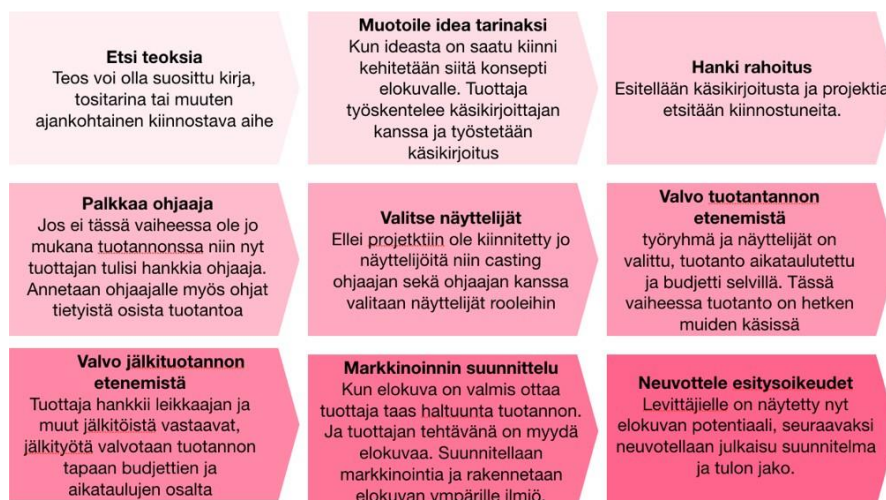 Etsi teoksia
Teos voi olla suosittu kirja,
tositarina tai muuten
ajankohtainen kiinnostava aihe
Muotoile idea tarinaksi
Kun ideasta on saatu kiinni
kehitetään siitä konsepti
elokuvalle. Tuottaja
työskentelee käsikirjoittajan
kanssa ja työstetään
käsikirjoitus
Hanki rahoitus
Esitellään käsikirjoitusta ja projektia
etsitään kiinnostuneita.
Palkkaa ohjaaja
Jos ei tässä vaiheessa ole jo
mukana tuotannonssa niin nyt
tuottajan tulisi hankkia ohjaaja.
Annetaan ohjaajalle myös ohjat
tietyistä osista tuotantoa
Valitse näyttelijät
Ellei projetktiin ole kiinnitetty jo
näyttelijöitä niin casting
ohjaajan sekä ohjaajan kanssa
valitaan näyttelijät rooleihin
Valvo tuotantannon
etenemistä
työryhmä ja näyttelijät on
valittu, tuotanto aikataulutettu
ja budjetti selvillä. Tässä
vaiheessa tuotanto on hetken
muiden käsissä
Valvo jälkituotannon
etenemistä
Tuottaja hankkii leikkaajan ja
muut jälkitöistä vastaavat,
jälkityötä valvotaan tuotannon
tapaan budjettien ja
aikataulujen osalta
Markkinoinnin suunnittelu
Kun elokuva on valmis ottaa
tuottaja taas haltuunta tuotannon.
Ja tuottajan tehtävänä on myydä
elokuvaa. Suunnitellaan
markkinointia ja rakennetaan
elokuvan ympärille ilmiö.
Neuvottele esitysoikeudet
Levittäjielle on näytetty nyt
elokuvan potentiaali, seuraavaksi
neuvotellaan julkaisu suunnitelma
ja tulon jako.